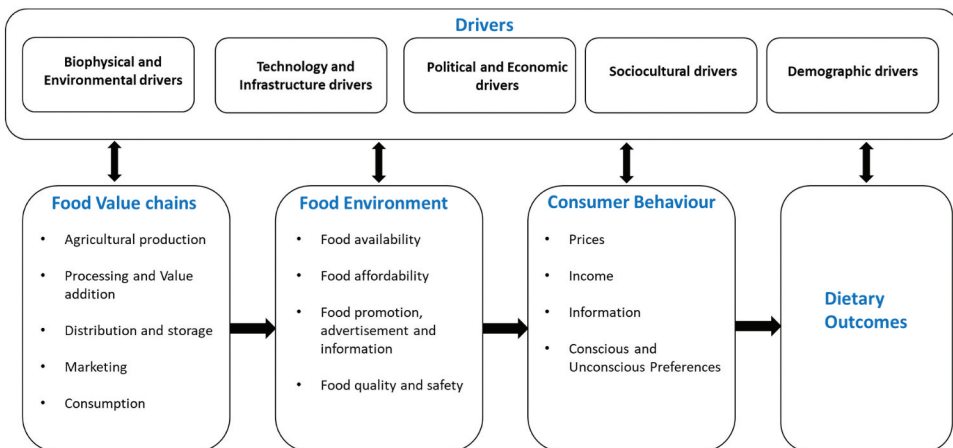 Drivers
Biophysical and
Environmental drivers
Technology and
Infrastructure drivers
Political and Economic
drivers
Sociocultural drivers
Demographic drivers
Food Value chains
• Agricultural production
• Processing and Value
addition
• Distribution and storage
• Marketing
• Consumption
Food Environment
• Food availability
• Food affordability
• Food promotion,
advertisement and
information
• Food quality and safety
Consumer Behaviour
• Prices
• Income
• Information
• Conscious and
Unconscious Preferences
Dietary
Outcomes